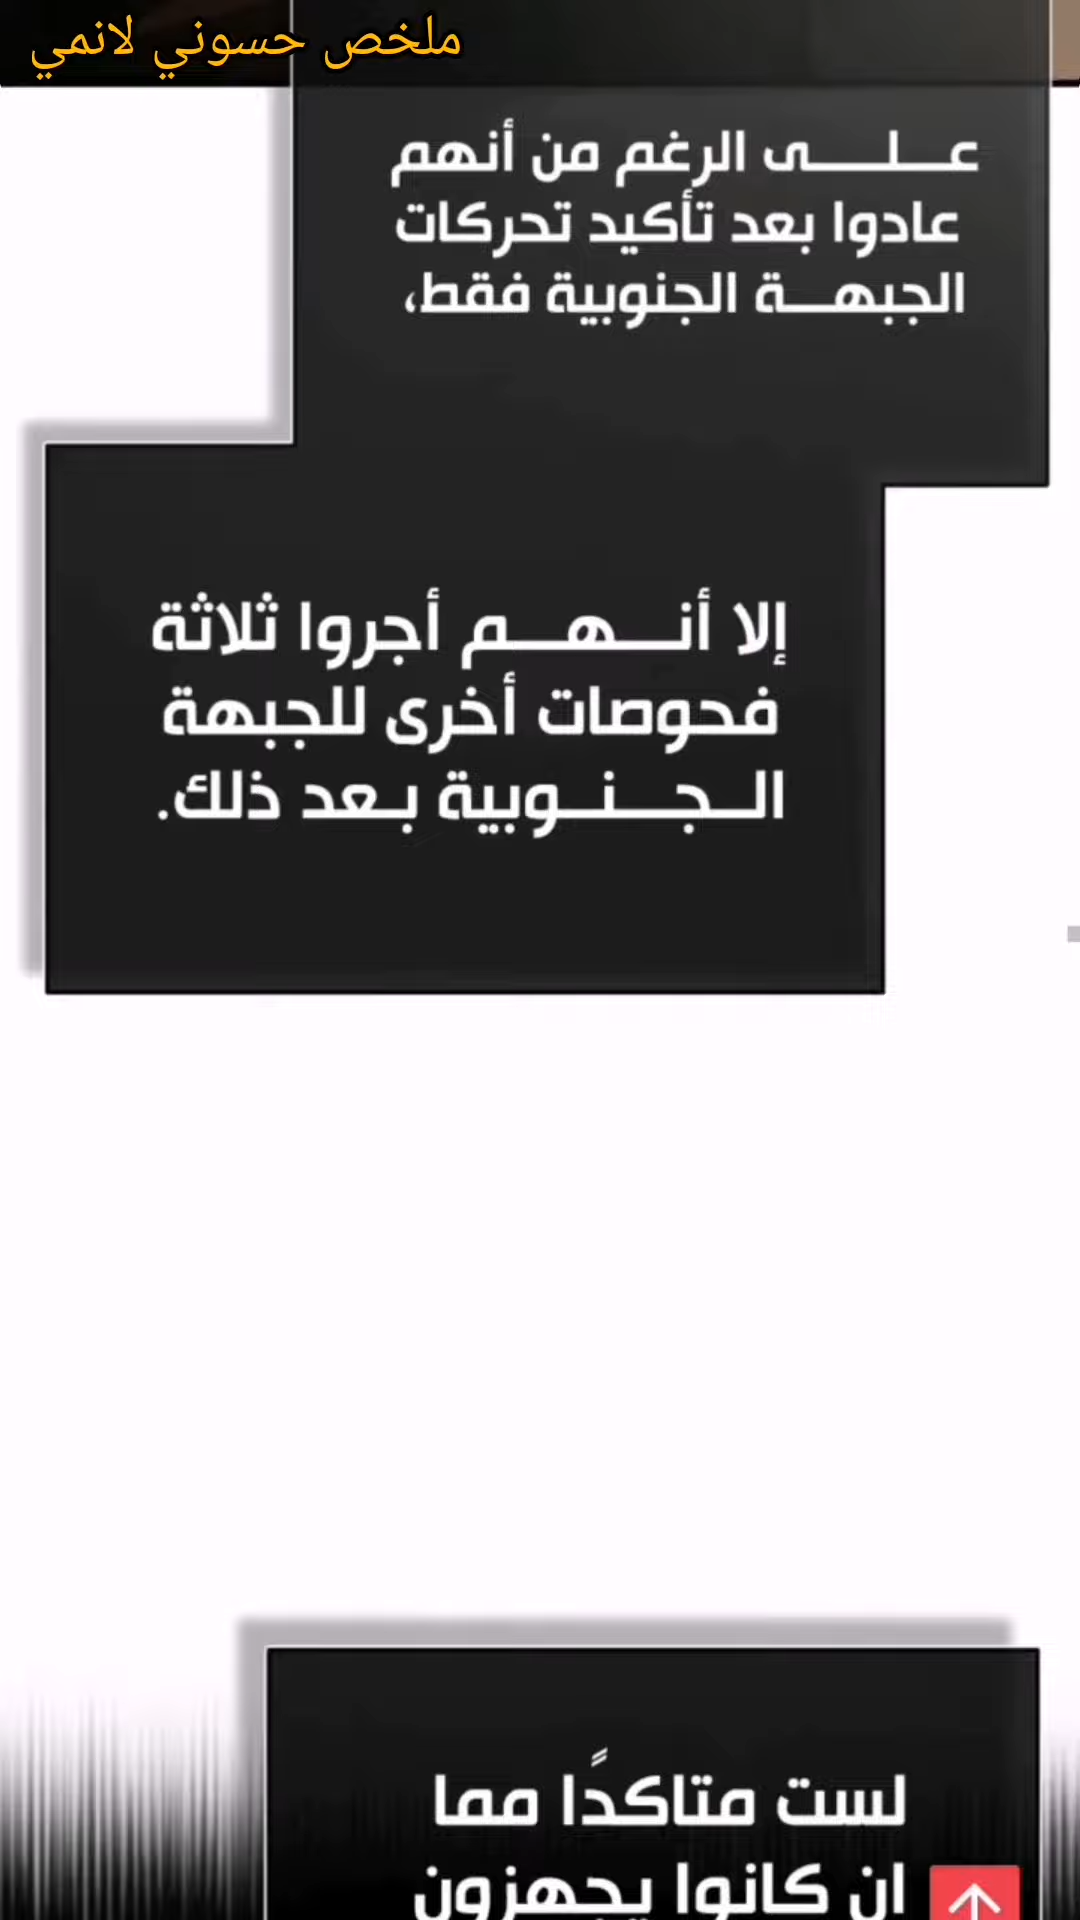 ملخص حسوني لانمي
على الرغم من أنهم
عادوا بعد تأكيد تحركات
الجبهة الجنوبية فقط،
إلا أنهم أجروا ثلاثة
فحوصات أخرى للجبهة
الجنوبية بعد ذلك.
لست متاكدًا مما
ان كانوا يجهزون